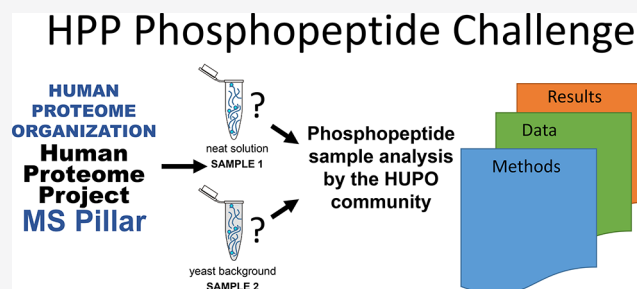 HPP Phosphopeptide Challenge
HUMAN
PROTEOME
ORGANIZATION
Human
Proteome
Project
MS Pillar
?
neat solution
SAMPLE 1
?
yeast background
SAMPLE 2
Phosphopeptide
sample analysis
by the HUPO
community
Results
Data
Methods